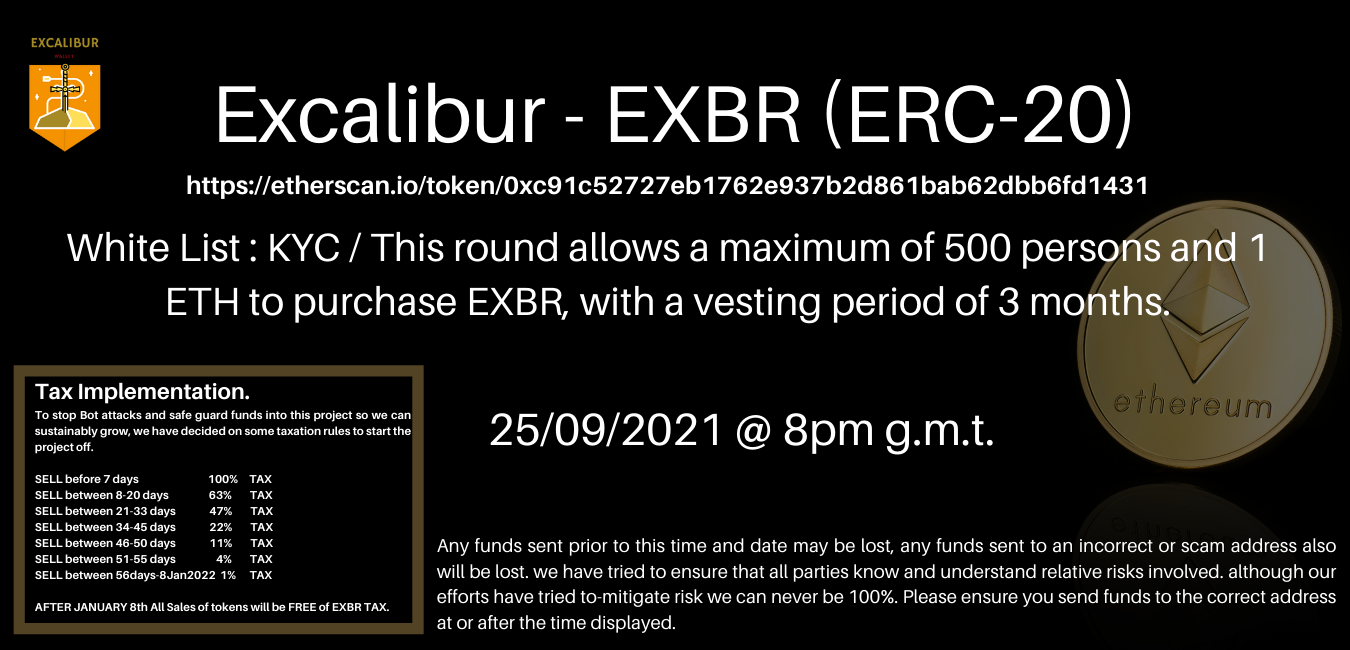 EXCALIBUR
Excalibur - EXBR (ERC-20)
https://etherscan.io/token/0xc91c52727eb1762e937b2d861bab62dbb6fd1431
White List : KYC / This round allows a maximum of 500 persons and 1
ETH to purchase EXBR, with a vesting period of 3 months.
ethereum
Tax Implementation.
To stop Bot attacks and safe guard funds into this project so we can
sustainably grow, we have decided on some taxation rules to start the
project off.
SELL before 7 days 100% TAX
SELL between 8-20 days 63% TAX
SELL between 21-33 days 47% TAX
SELL between 34-45 days 22% TAX
SELL between 46-50 days 11% TAX
SELL between 51-55 days 4% TAX
SELL between 56days-8Jan2022 1% TAX
AFTER JANUARY 8th All Sales of tokens will be FREE of EXBR TAX.
25/09/2021 @ 8pm g.m.t.
Any funds sent prior to this time and date may be lost, any funds sent to an incorrect or scam address also
will be lost. we have tried to ensure that all parties know and understand relative risks involved. although our
efforts have tried to-mitigate risk we can never be 100%. Please ensure you send funds to the correct address
at or after the time displayed.